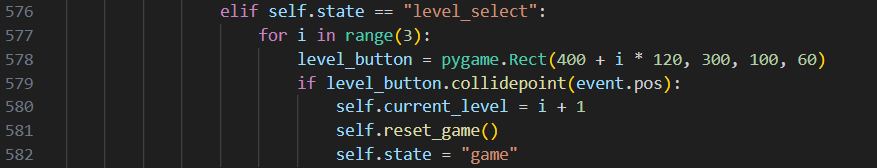 576 elif self.state == "level_select":
577 for i in range(3):
578 level_button = pygame.Rect(400 + i * 120, 300, 100, 60)
579 if level_button.collidepoint(event.pos):
580 self.current_level = i + 1
581 self.reset_game()
582 self.state = "game"